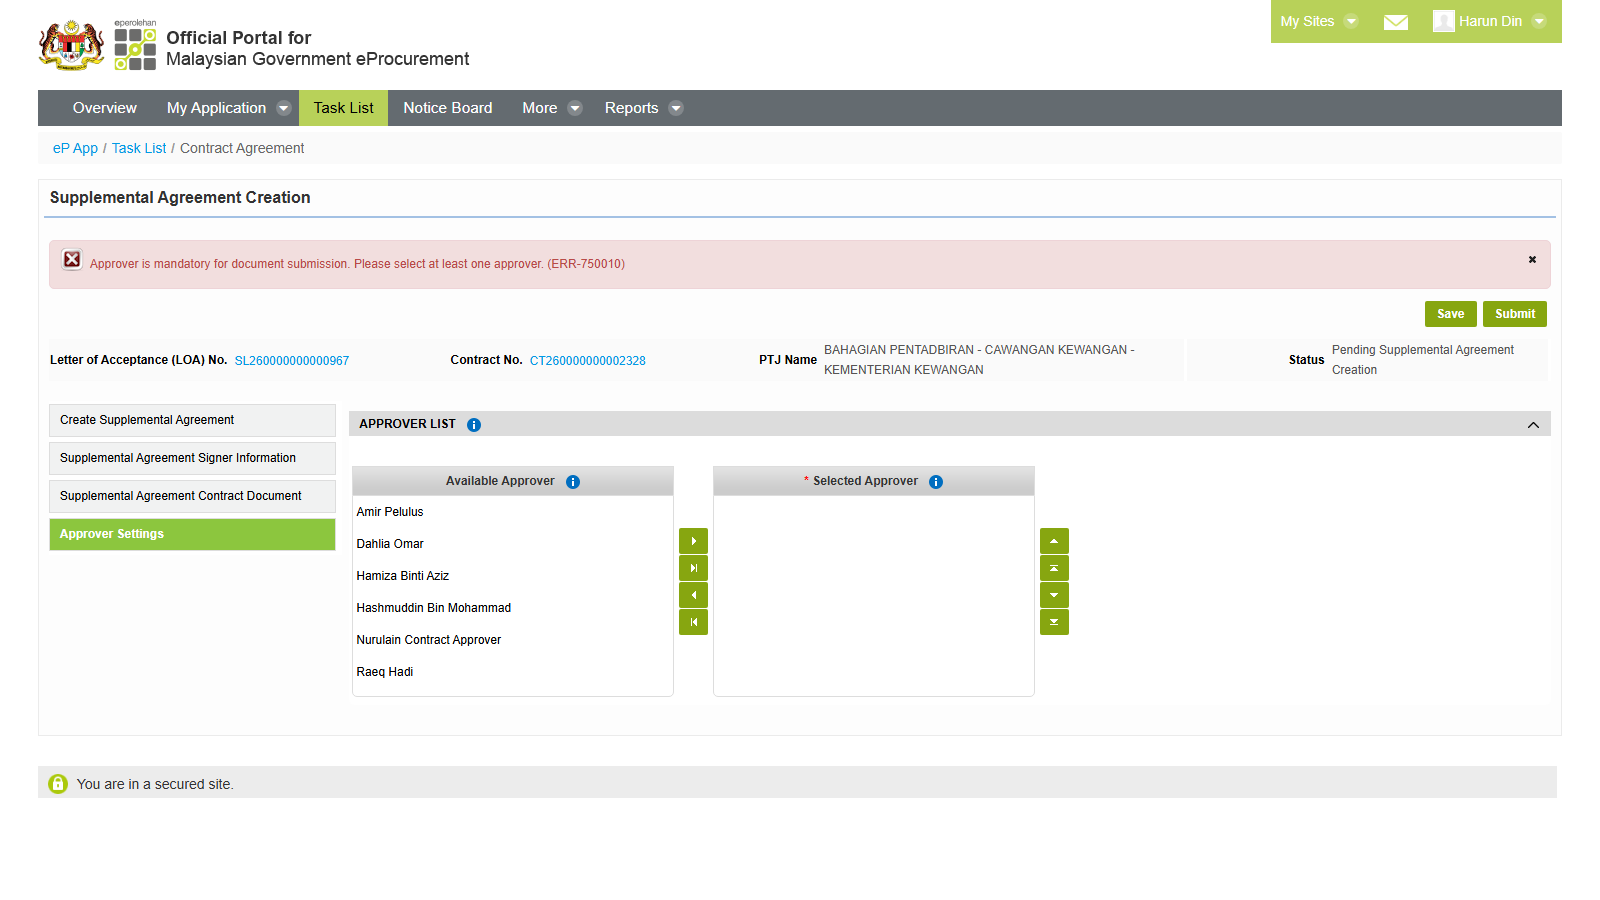 eperolehan
Official Portal for
Malaysian Government eProcurement
My Sites
Harun Din
Overview
My Application
Task List
Notice Board
More
Reports
eP App / Task List / Contract Agreement
Supplemental Agreement Creation
Approver is mandatory for document submission. Please select at least one approver. (ERR-750010)
Save
Submit
Letter of Acceptance (LOA) No. SL260000000000967
Contract No. CT260000000002328
PTJ Name
BAHAGIAN PENTADBIRAN - CAWANGAN KEWANGAN -
KEMENTERIAN KEWANGAN
Status
Pending Supplemental Agreement
Creation
Create Supplemental Agreement
Supplemental Agreement Signer Information
Supplemental Agreement Contract Document
Approver Settings
APPROVER LIST
Available Approver
* Selected Approver
Amir Pelulus
Dahlia Omar
Hamiza Binti Aziz
Hashmuddin Bin Mohammad
Nurulain Contract Approver
Raeq Hadi
You are in a secured site.